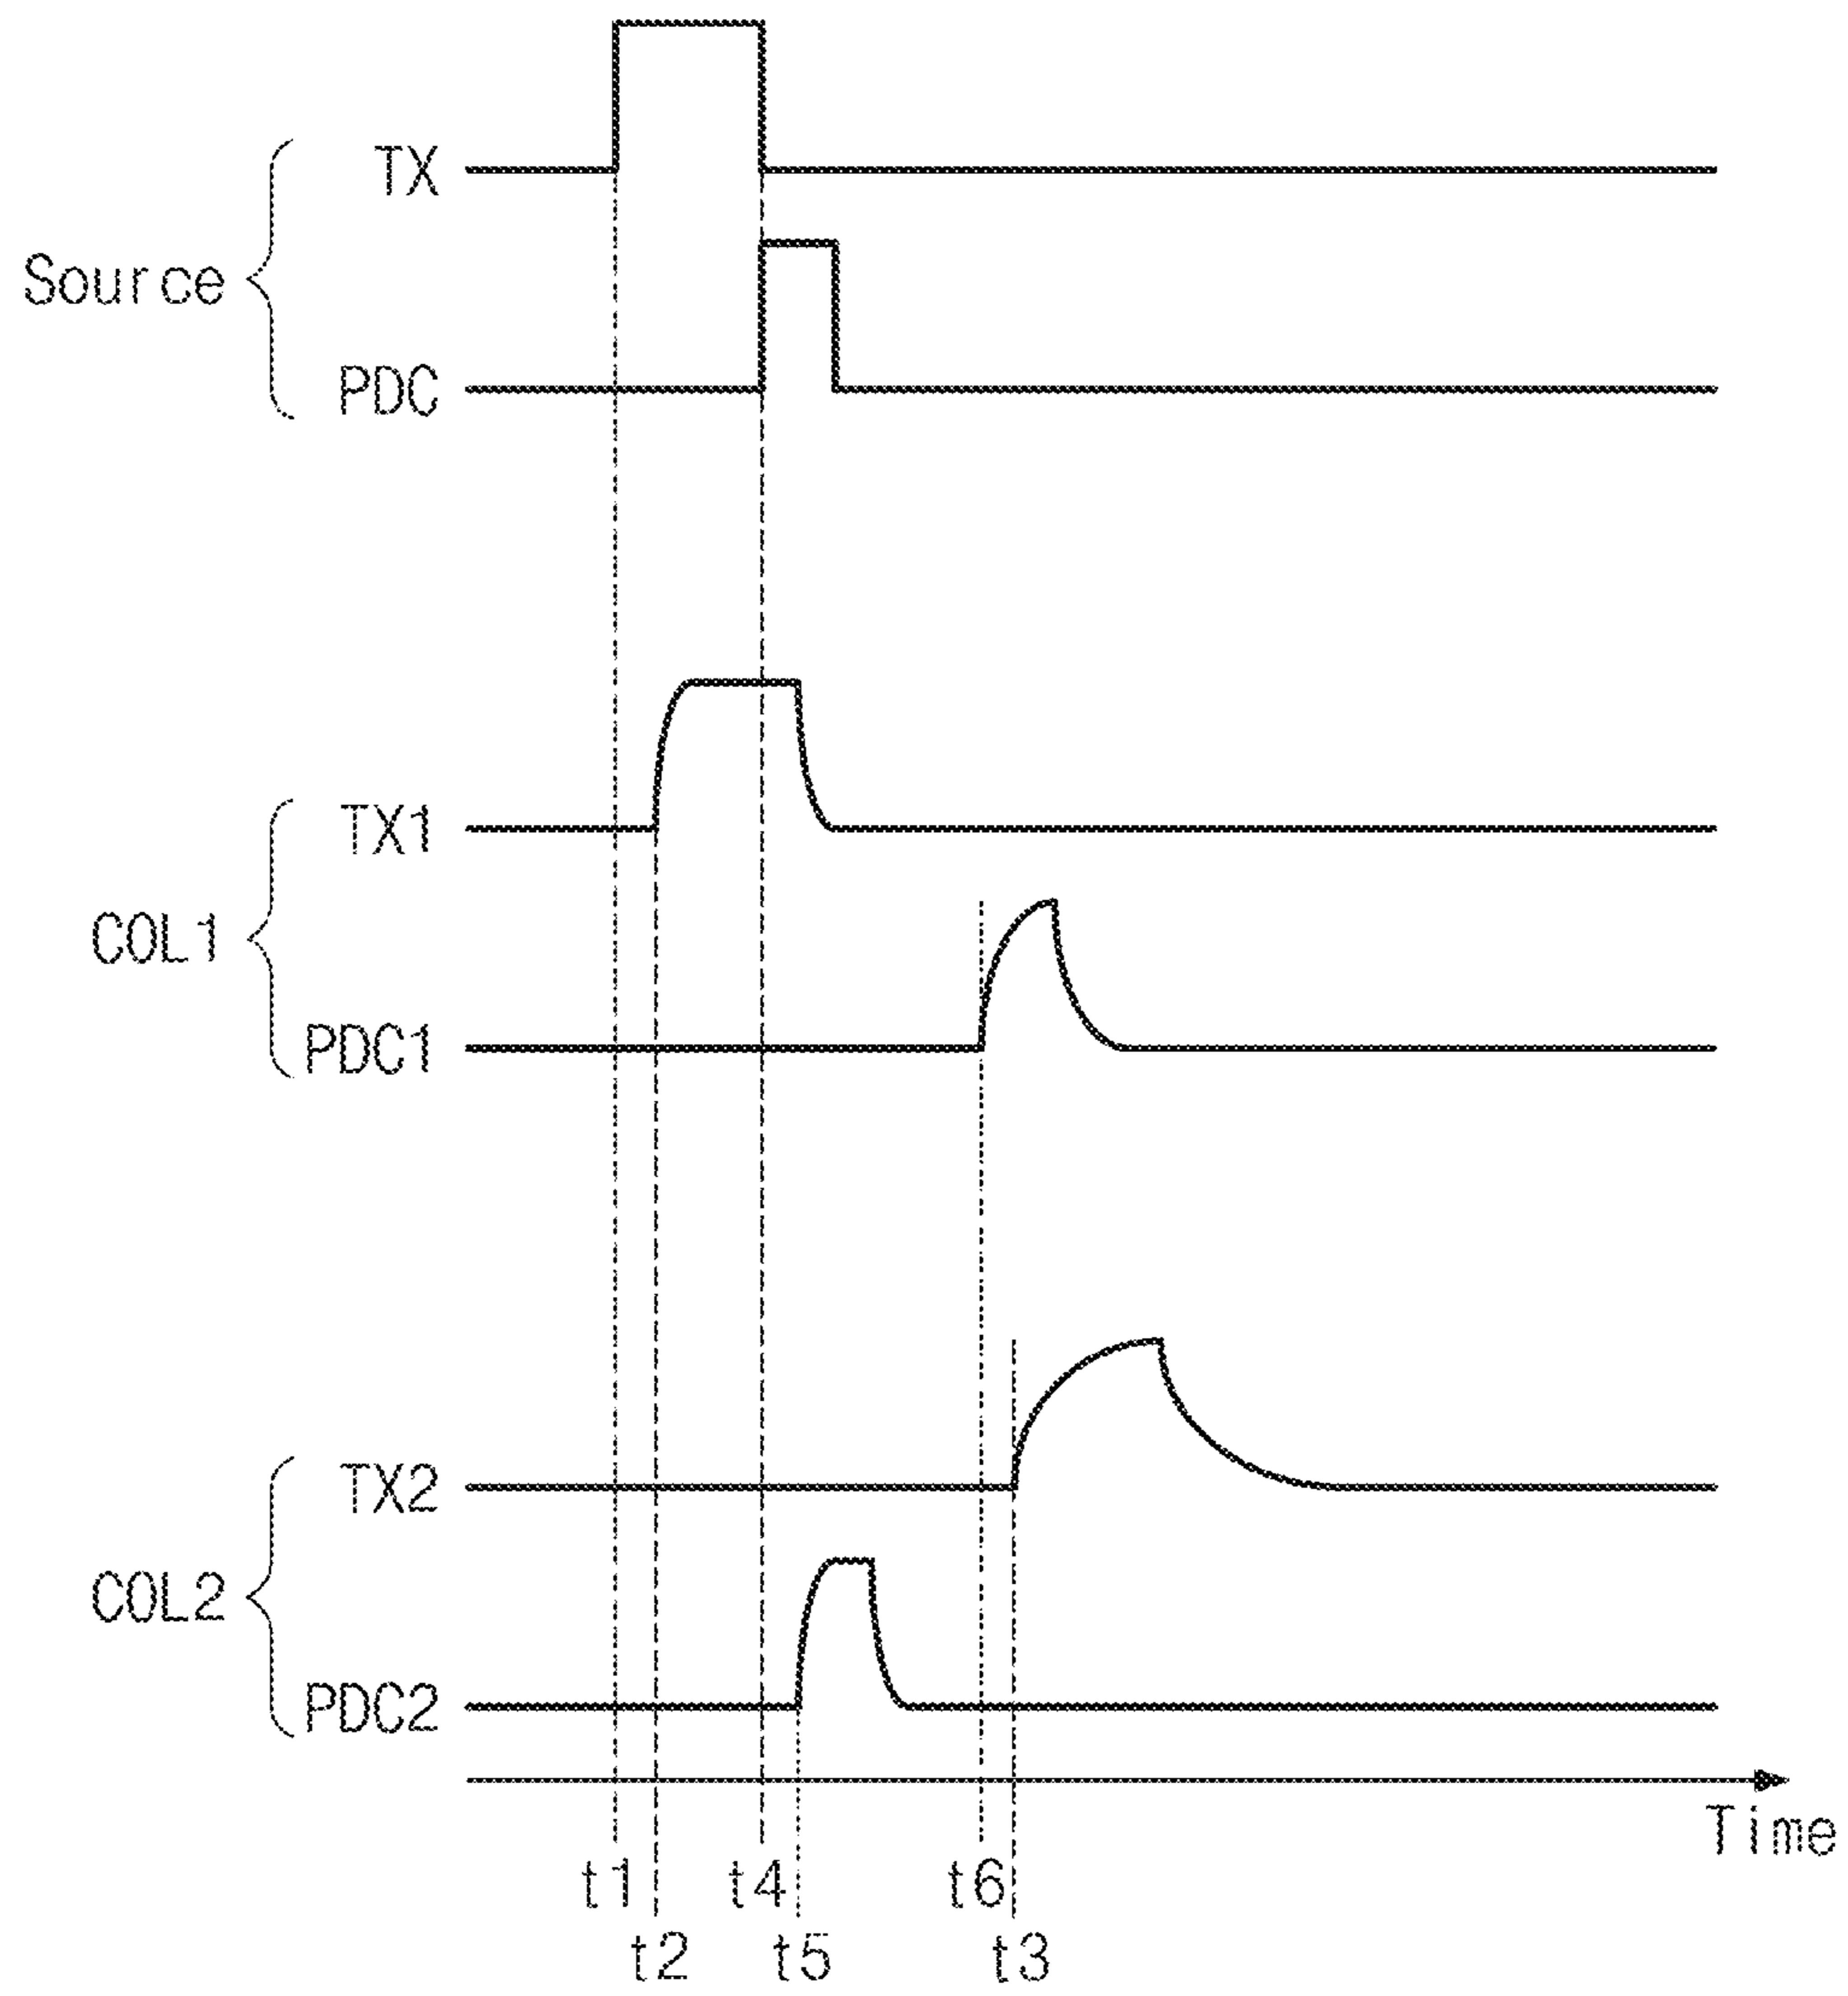 TX
Source
PDC
TX1
COL1
PDC1
TX2
COL2
PDC2
Time
t1 t4 t6
t2 t5 t3